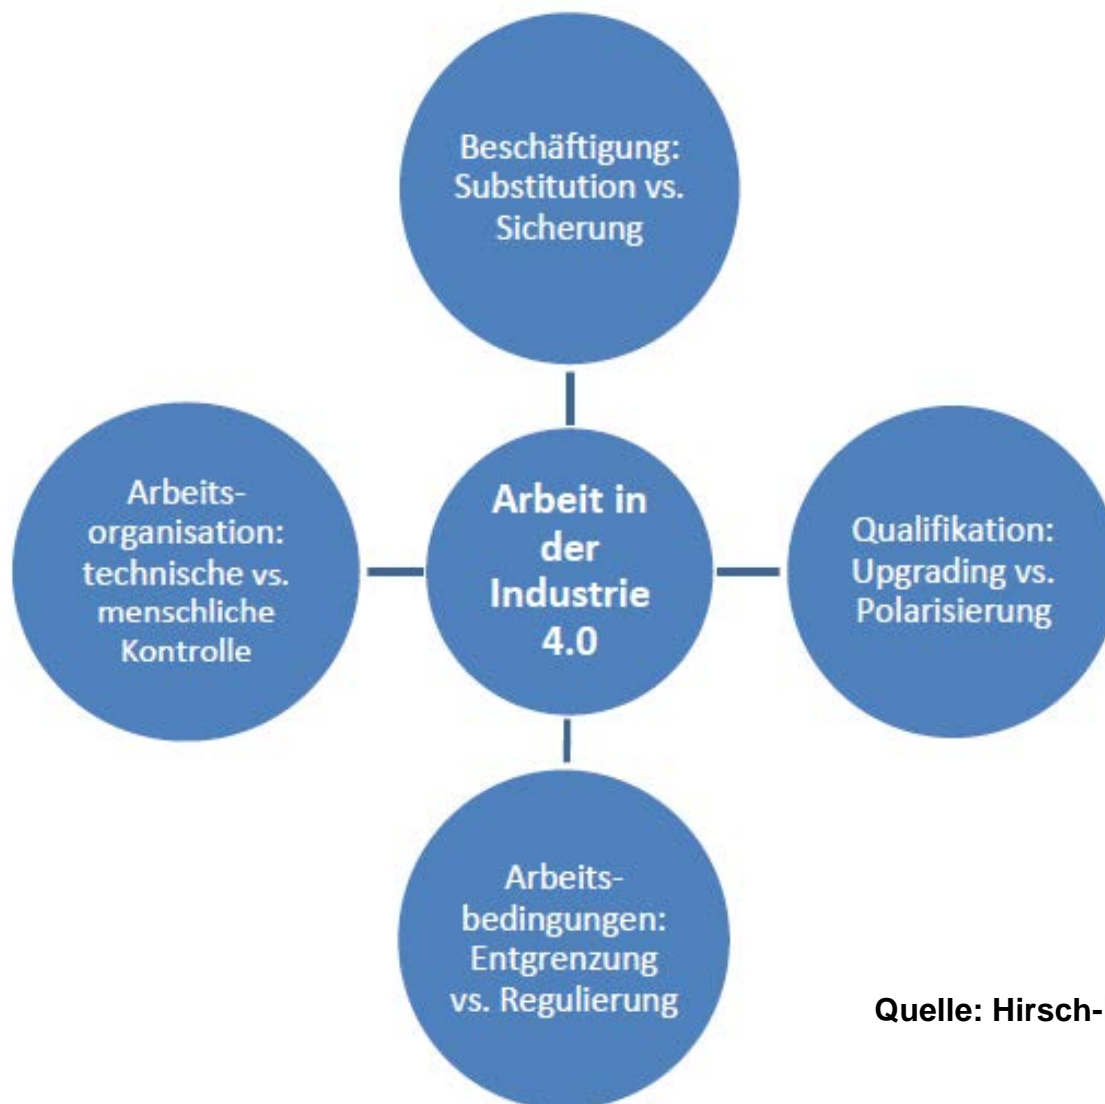 Beschäftigung:
Substitution vs.
Sicherung
Arbeits-
organisation:
technische vs.
menschliche
Kontrolle
Arbeit in
der
Industrie
4.0
Qualifikation:
Upgrading vs.
Polarisierung
Arbeits-
bedingungen:
Entgrenzung
vs. Regulierung
Quelle: Hirsch-